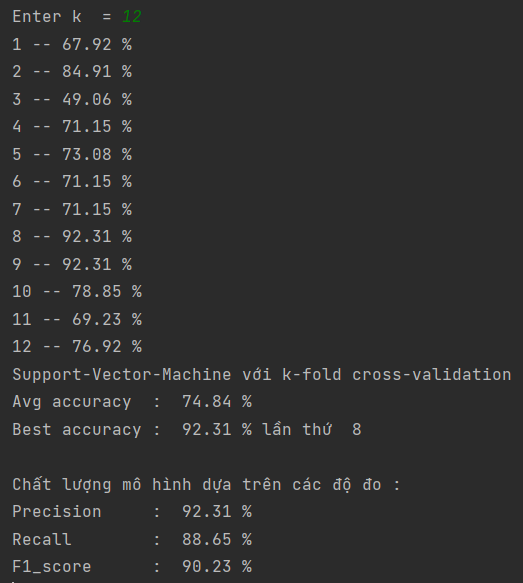 Enter k  = 12
1 -- 67.92 %
2 -- 84.91 %
3 -- 49.06 %
4 -- 71.15 %
5 -- 73.08 %
6 -- 71.15 %
7 -- 71.15 %
8 -- 92.31 %
9 -- 92.31 %
10 -- 78.85 %
11 -- 69.23 %
12 -- 76.92 %
Support-Vector-Machine với k-fold cross-validation
Avg accuracy  :  74.84 %
Best accuracy :  92.31 % lần thứ  8
Chất lượng mô hình dựa trên các độ đo :
Precision     :  92.31 %
Recall        :  88.65 %
F1_score      :  90.23 %